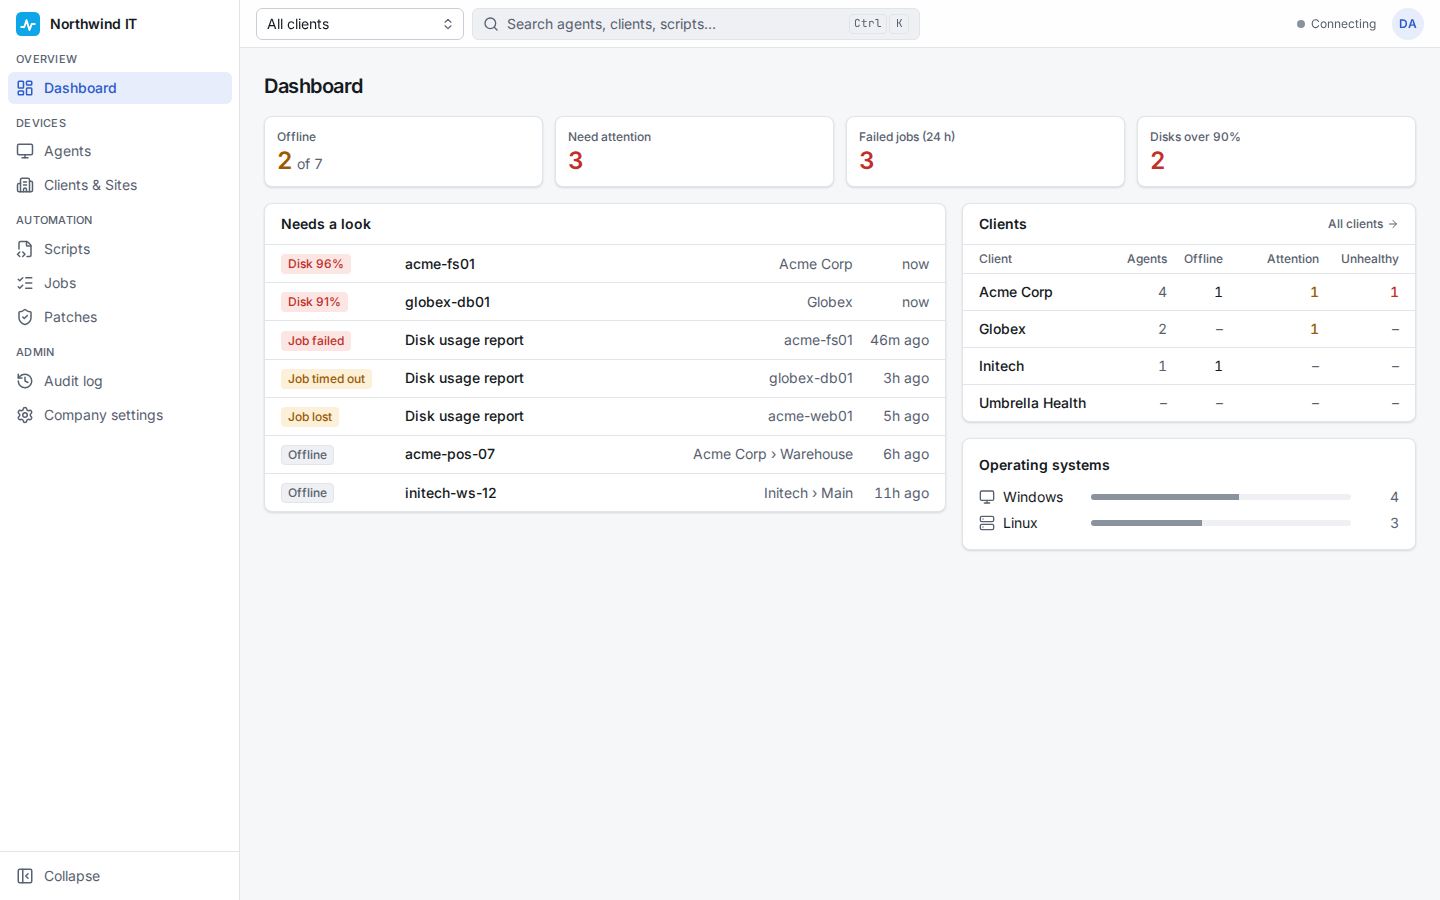 Northwind IT
OVERVIEW
Dashboard
DEVICES
Agents
Clients & Sites
AUTOMATION
Scripts
Jobs
Patches
ADMIN
Audit log
Company settings
Collapse
All clients
Search agents, clients, scripts...
Ctrl K
Connecting
DA
Dashboard
Offline
2 of 7
Need attention
3
Failed jobs (24 h)
3
Disks over 90%
2
Needs a look
Disk 96% acme-fs01 Acme Corp now
Disk 91% globex-db01 Globex now
Job failed Disk usage report acme-fs01 46m ago
Job timed out Disk usage report globex-db01 3h ago
Job lost Disk usage report acme-web01 5h ago
Offline acme-pos-07 Acme Corp › Warehouse 6h ago
Offline initech-ws-12 Initech › Main 11h ago
Clients All clients →
Client Agents Offline Attention Unhealthy
Acme Corp 4 1 1 1
Globex 2 – 1 –
Initech 1 1 – –
Umbrella Health – – – –
Operating systems
Windows 4
Linux 3